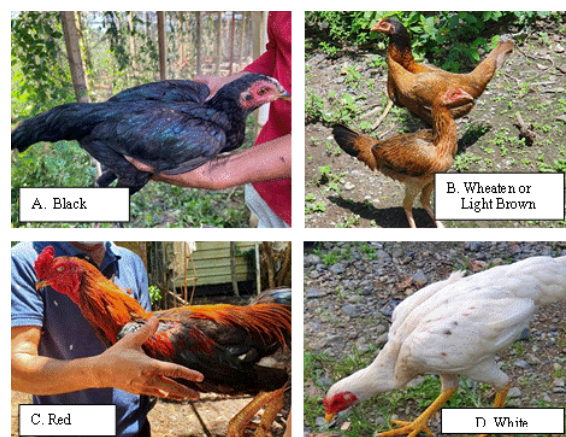 A. Black
B. Wheaten or
Light Brown
C. Red
D. White